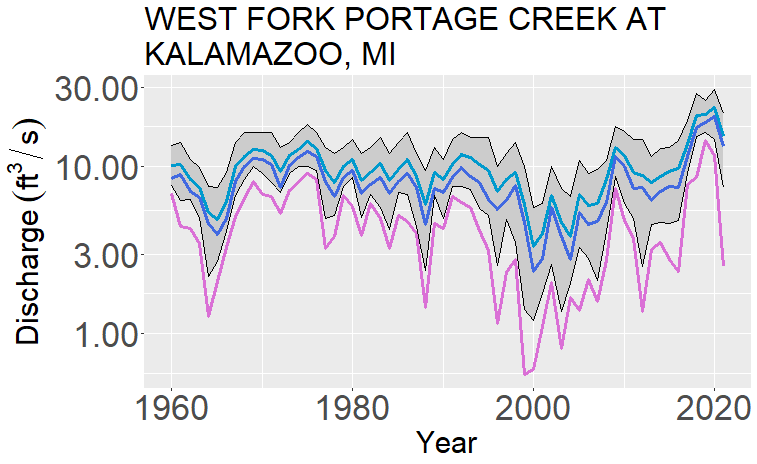 WEST FORK PORTAGE CREEK AT
KALAMAZOO, MI
30.00
10.00
3.00
1.00
Discharge (ft³/s)
1960 1980 2000 2020
Year